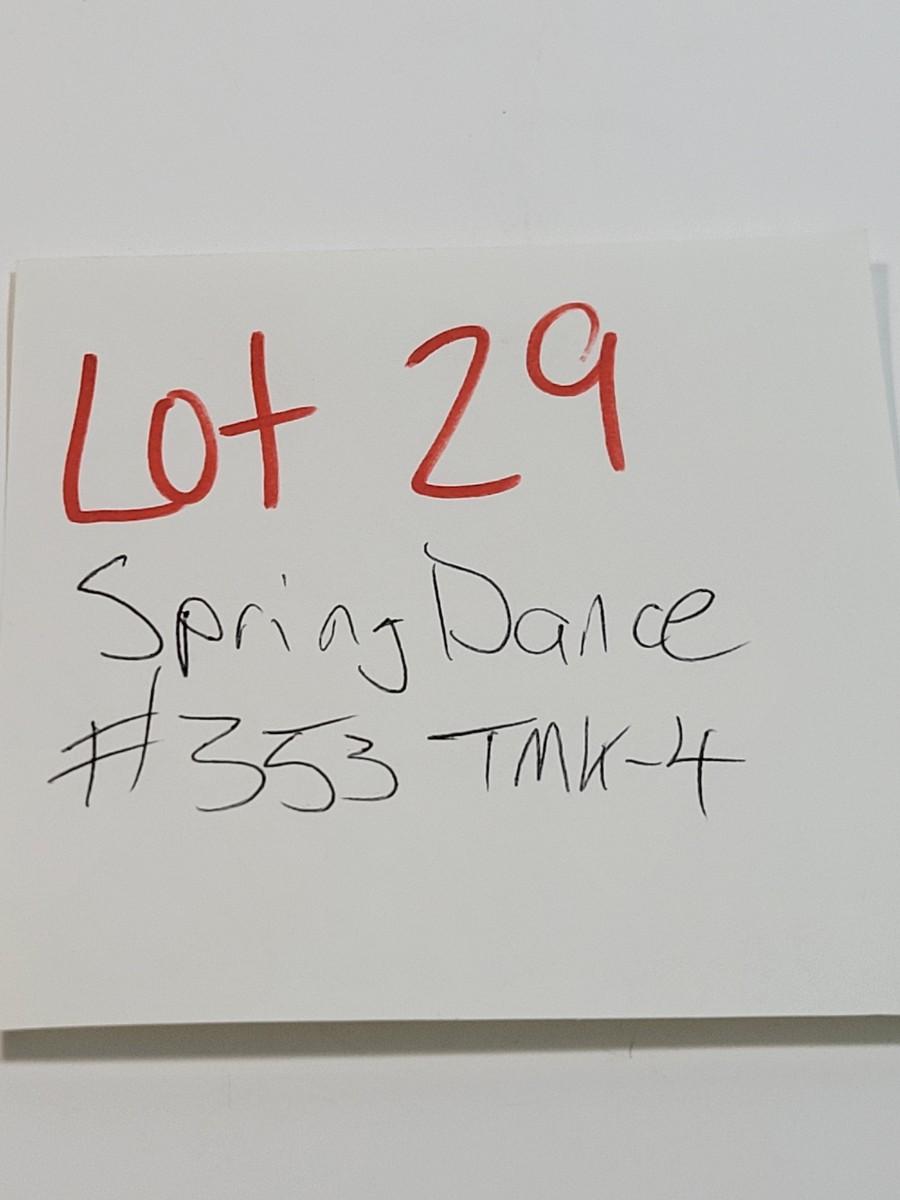 Lot 29
Spring Dance
#353 TMK-4